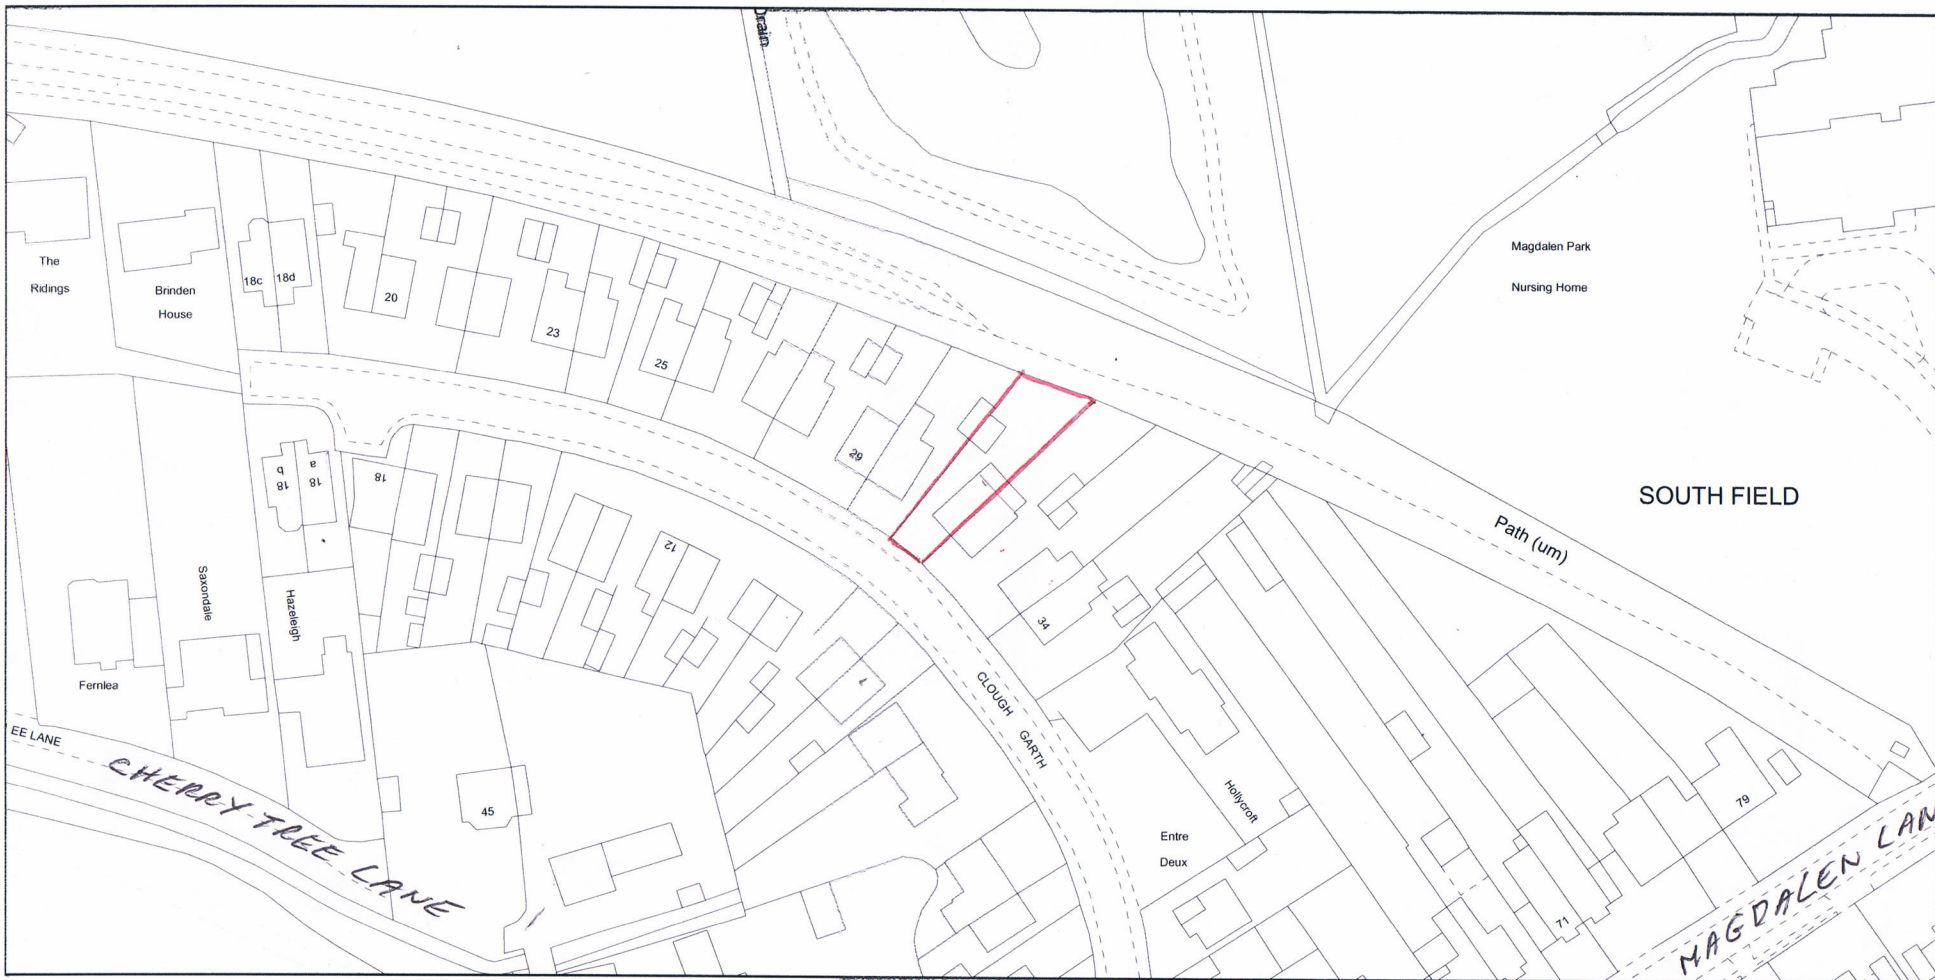 Drain
The
Ridings
Brinden
House
18c
18d
20
23
25
29
Magdalen Park
Nursing Home
SOUTH FIELD
Path (um)
18 b
18 a
18
12
34
Saxondale
Hazeleigh
Fernlea
EE LANE
CHERRY TREE LANE
45
CLOUGH
GARTH
Hollycroft
Entre
Deux
79
71
MAGDALEN LAN